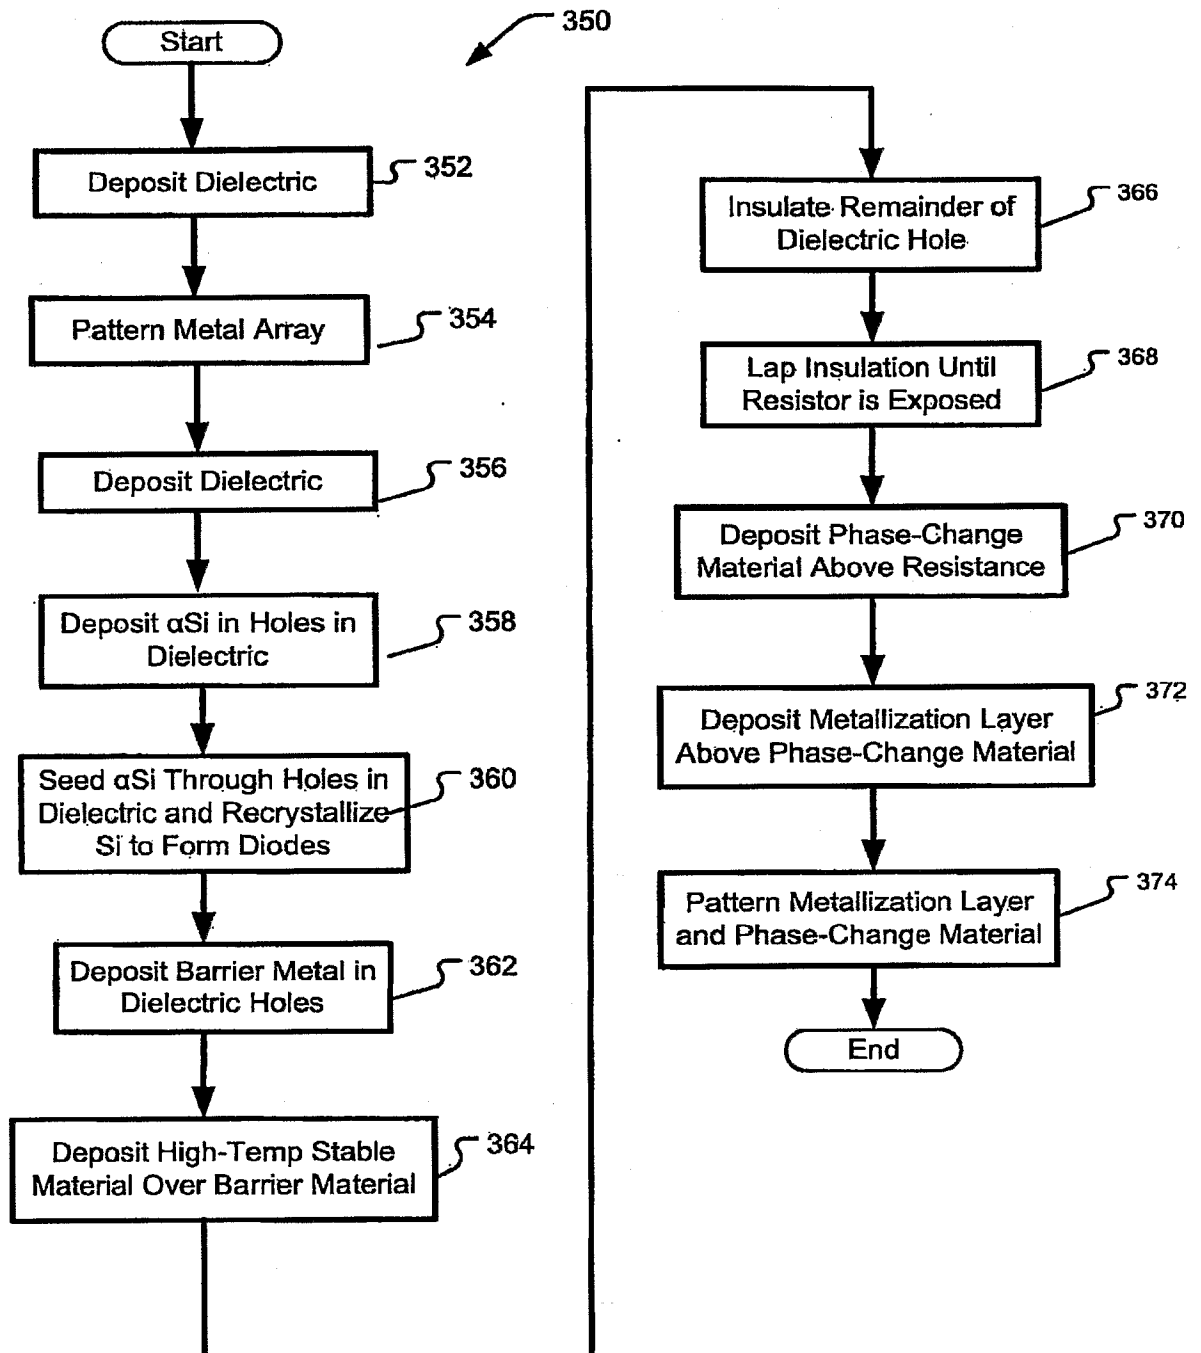 350
Start
Deposit Dielectric
352
Pattern Metal Array
354
Deposit Dielectric
356
Deposit αSi in Holes in
Dielectric
358
Seed αSi Through Holes in
Dielectric and Recrystallize
Si to Form Diodes
360
Deposit Barrier Metal in
Dielectric Holes
362
Deposit High-Temp Stable
Material Over Barrier Material
364
Insulate Remainder of
Dielectric Hole
366
Lap Insulation Until
Resistor is Exposed
368
Deposit Phase-Change
Material Above Resistance
370
Deposit Metallization Layer
Above Phase-Change Material
372
Pattern Metallization Layer
and Phase-Change Material
374
End